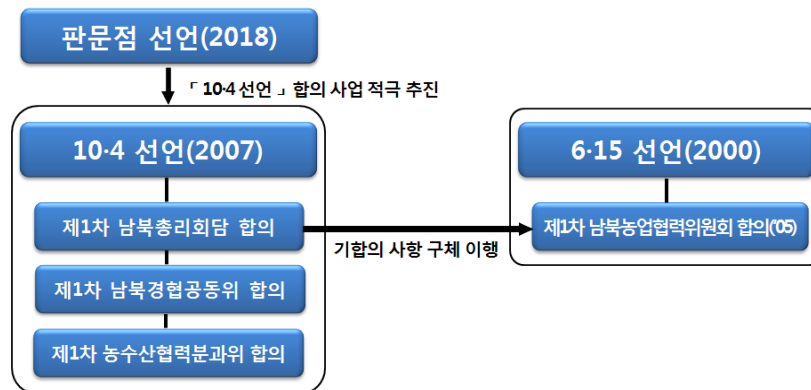 판문점 선언(2018)
「 10·4 선언 」 합의 사업 적극 추진
10·4 선언(2007)
제1차 남북총리회담 합의
제1차 남북경협공동위 합의
제1차 농수산협력분과위 합의
기합의 사항 구체 이행
6·15 선언(2000)
제1차 남북농업협력위원회 합의('05)